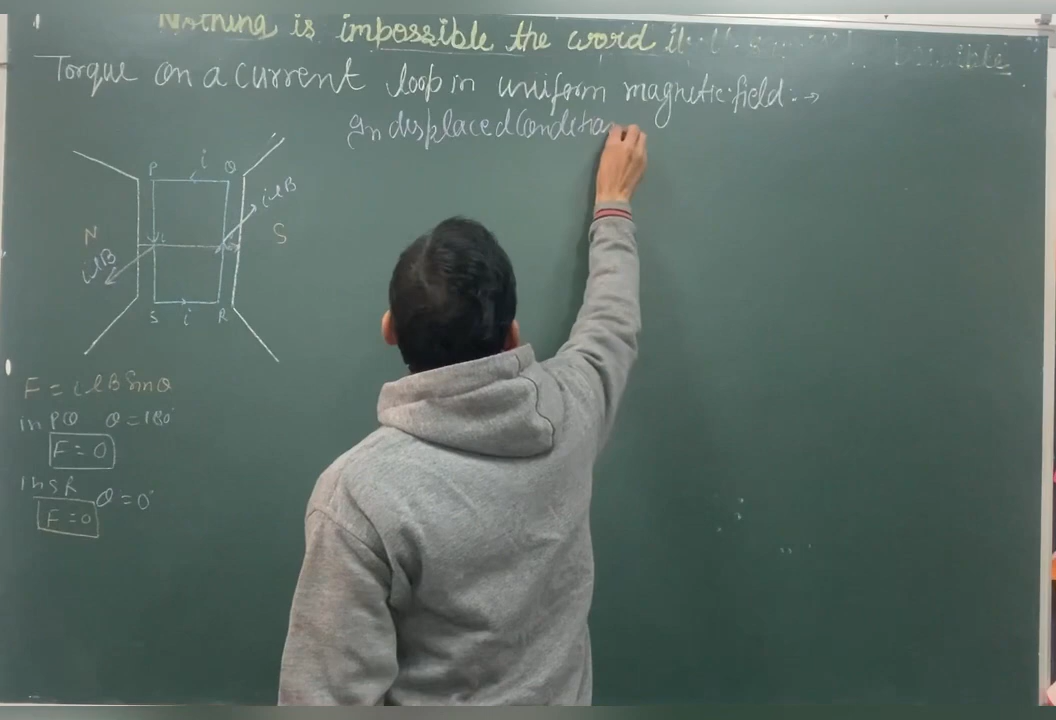 Nothing is impossible the word i
Torque on a current loop in uniform magnetic field :→
In displaced Condition
P i Q
ilB
N S
ilB
S i R
F = ilB Sinθ
in PQ θ = 180°
F = 0
In SR θ = 0°
F = 0